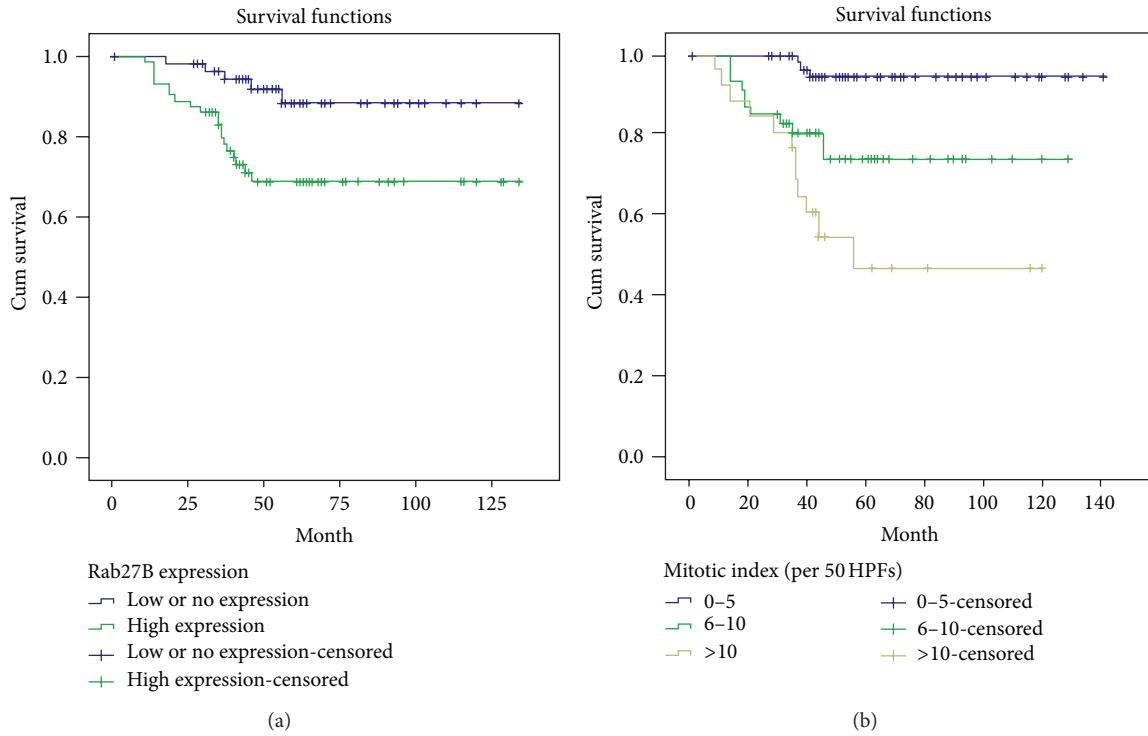 Survival functions
1.0
0.8
0.6
0.4
0.2
0.0
Cum survival
0 25 50 75 100 125
Month
Rab27B expression
Low or no expression
High expression
Low or no expression-censored
High expression-censored
(a)
Survival functions
1.0
0.8
0.6
0.4
0.2
0.0
Cum survival
0 20 40 60 80 100 120 140
Month
Mitotic index (per 50 HPFs)
0–5
6–10
>10
0–5-censored
6–10-censored
>10-censored
(b)